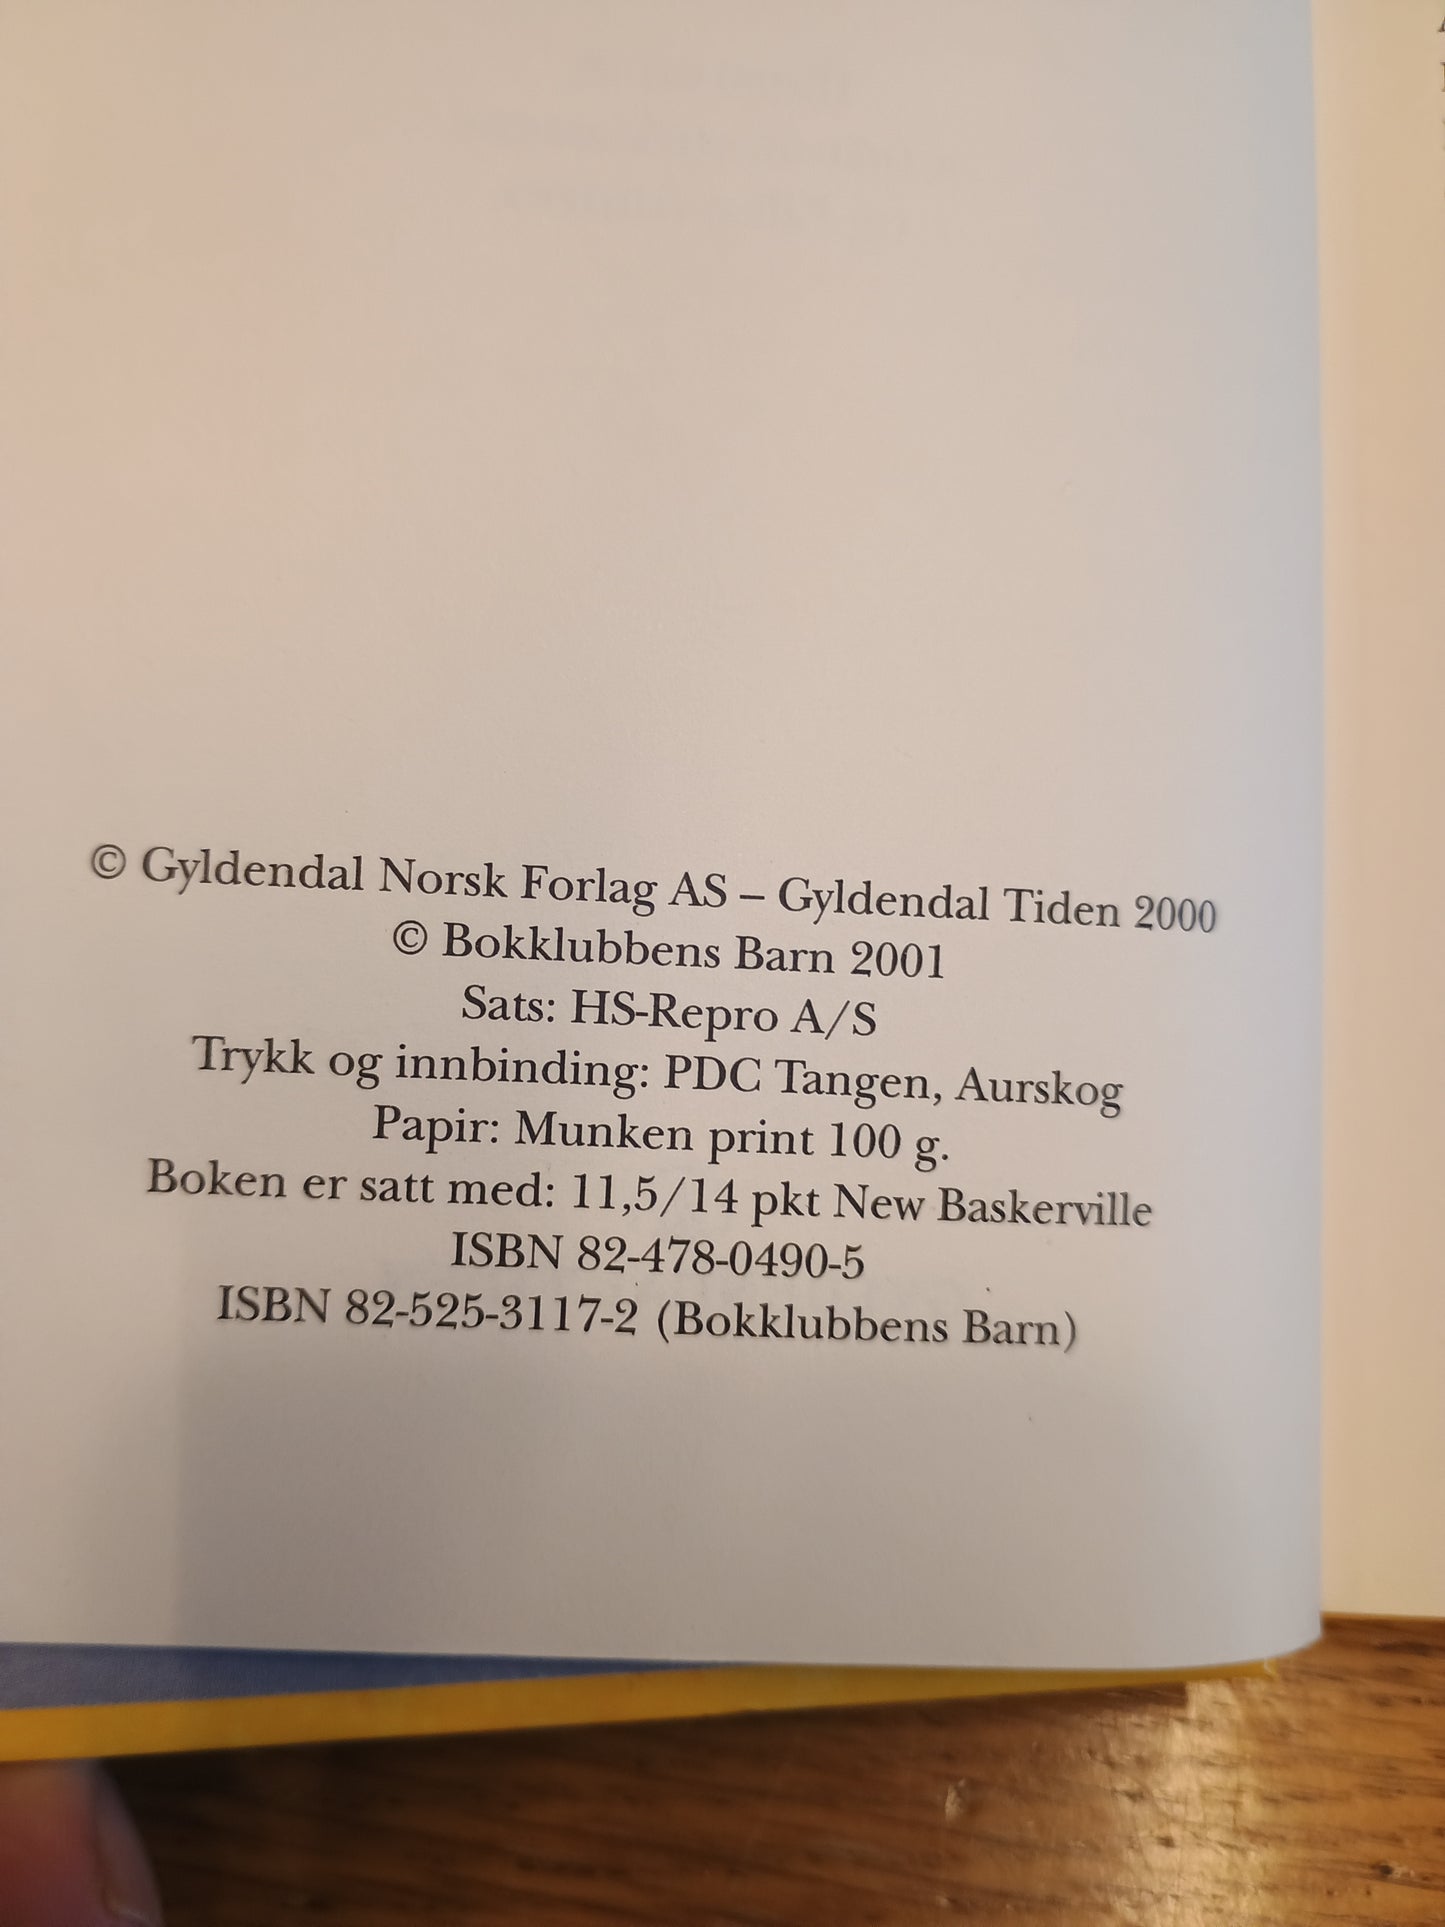 © Gyldendal Norsk Forlag AS – Gyldendal Tiden 2000
© Bokklubbens Barn 2001
Sats: HS-Repro A/S
Trykk og innbinding: PDC Tangen, Aurskog
Papir: Munken print 100 g.
Boken er satt med: 11,5/14 pkt New Baskerville
ISBN 82-478-0490-5
ISBN 82-525-3117-2 (Bokklubbens Barn)